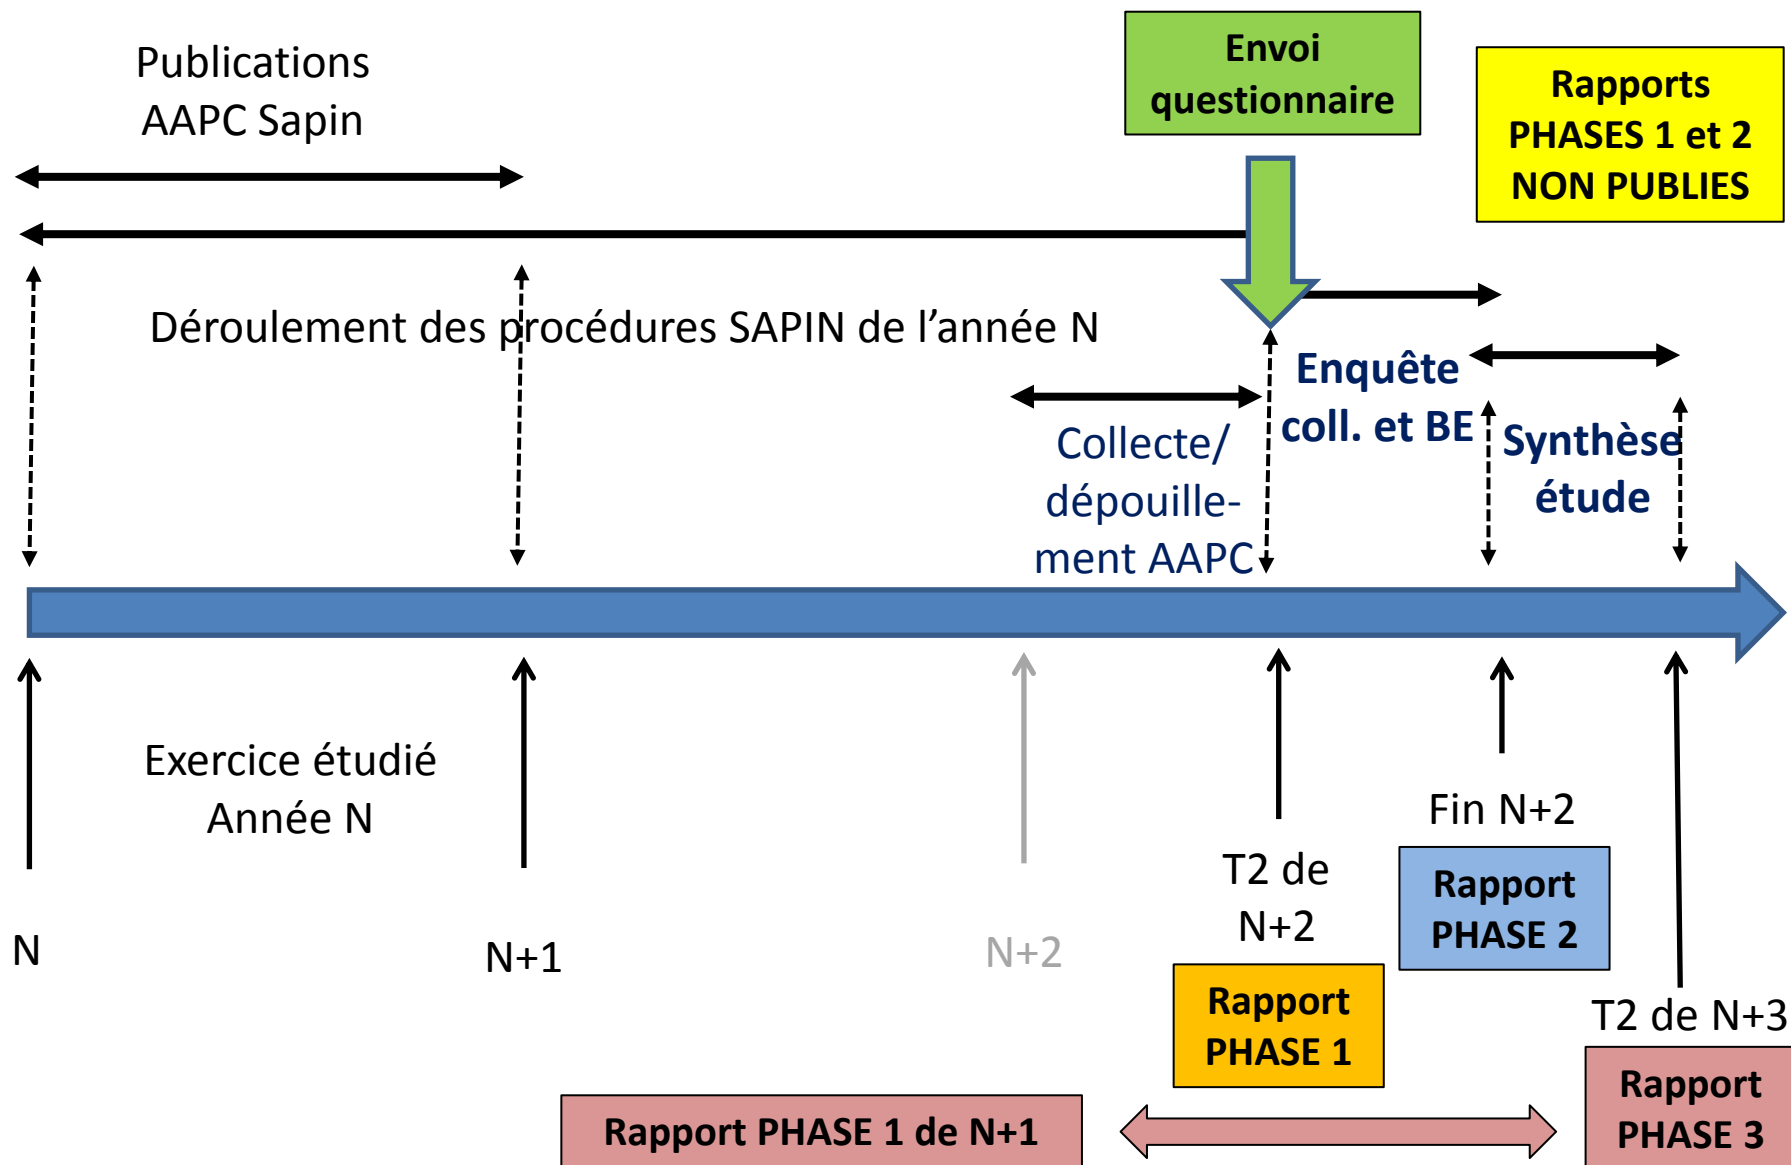 Publications
AAPC Sapin
Envoi
questionnaire
Rapports
PHASES 1 et 2
NON PUBLIES
Déroulement des procédures SAPIN de l’année N
Enquête
coll. et BE
Collecte/
dépouille-
ment AAPC
Synthèse
étude
Exercice étudié
Année N
N
N+1
N+2
T2 de
N+2
Rapport
PHASE 1
Fin N+2
Rapport
PHASE 2
T2 de N+3
Rapport
PHASE 3
Rapport PHASE 1 de N+1